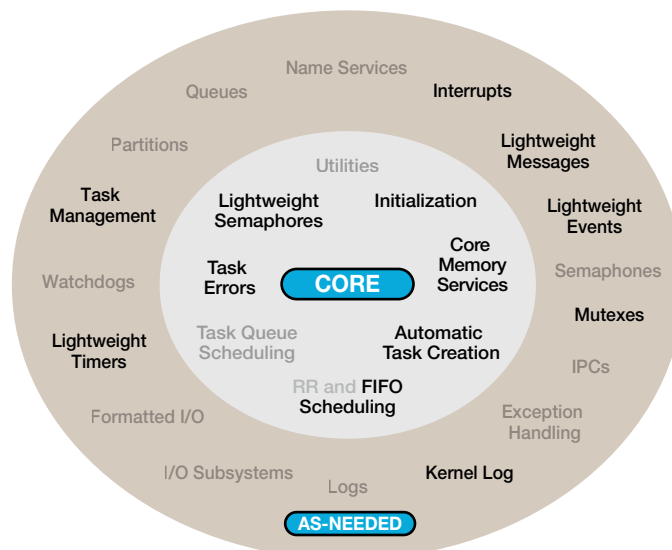 Name Services
Queues
Interrupts
Partitions
Lightweight
Messages
Utilities
Task
Management
Lightweight
Semaphores
Initialization
Lightweight
Events
Core
Memory
Services
Task
Errors
CORE
Watchdogs
Semaphones
Mutexes
Lightweight
Timers
Task Queue
Scheduling
Automatic
Task Creation
IPCs
RR and FIFO
Scheduling
Formatted I/O
Exception
Handling
I/O Subsystems
Logs
Kernel Log
AS-NEEDED